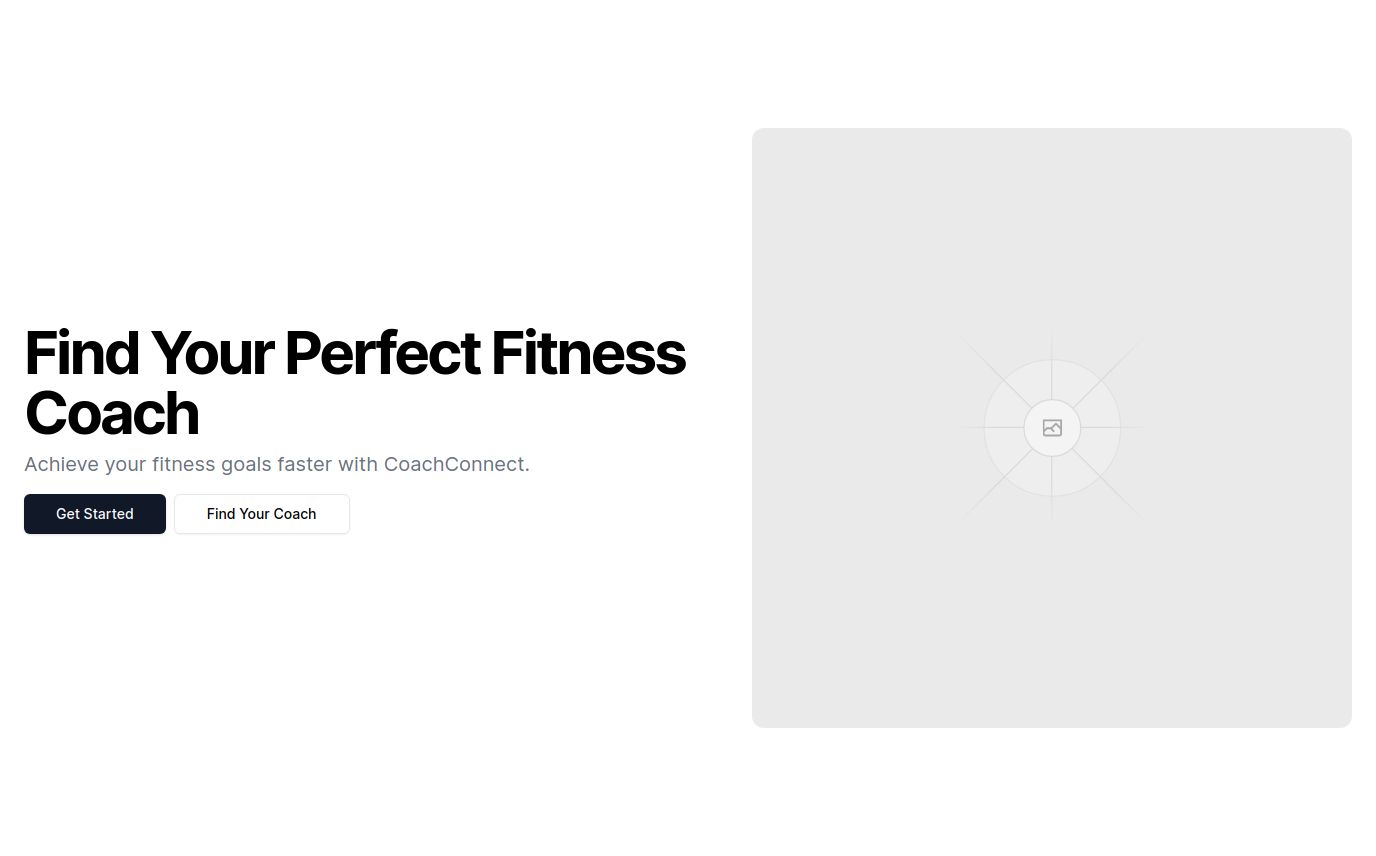 Find Your Perfect Fitness
Coach
Achieve your fitness goals faster with CoachConnect.
Get Started
Find Your Coach